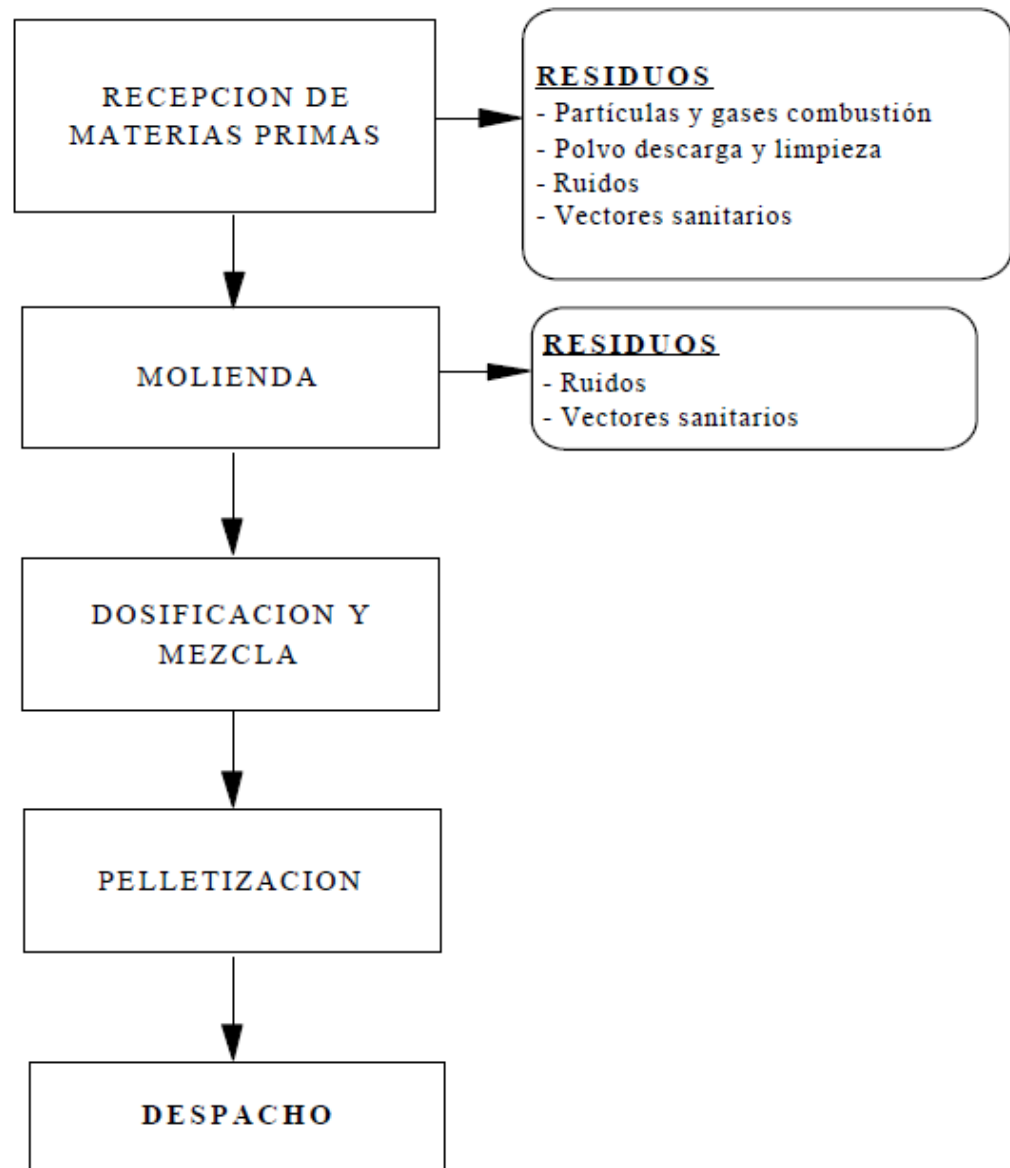 RECEPCION DE
MATERIAS PRIMAS
RESIDUOS
- Partículas y gases combustión
- Polvo descarga y limpieza
- Ruidos
- Vectores sanitarios
MOLIENDA
RESIDUOS
- Ruidos
- Vectores sanitarios
DOSIFICACION Y
MEZCLA
PELLETIZACION
DESPACHO